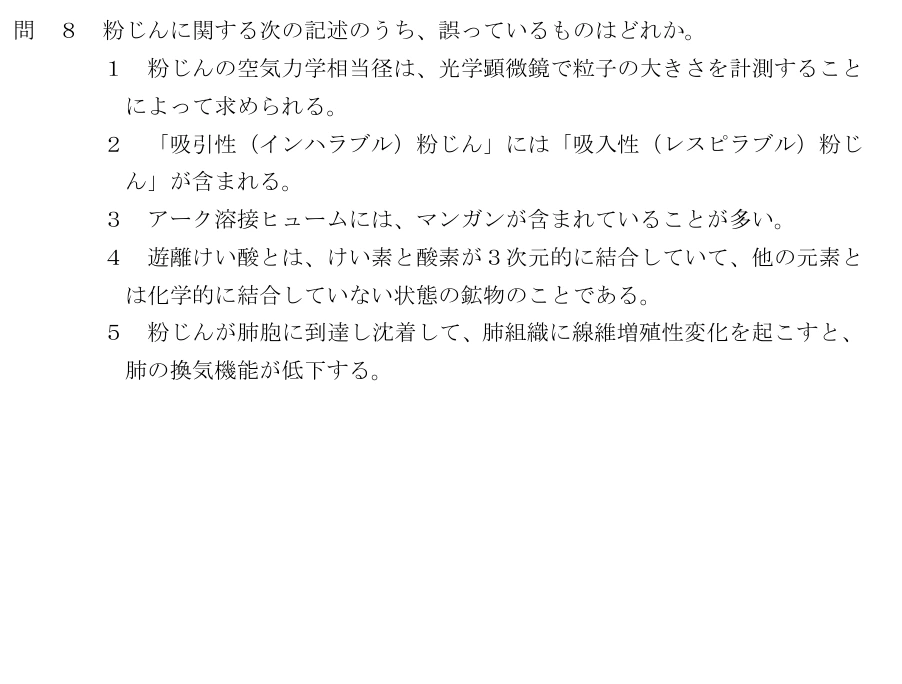 問　８　粉じんに関する次の記述のうち、誤っているものはどれか。
１　粉じんの空気力学相当径は、光学顕微鏡で粒子の大きさを計測すること
によって求められる。
２　「吸引性（インハラブル）粉じん」には「吸入性（レスピラブル）粉じ
ん」が含まれる。
３　アーク溶接ヒュームには、マンガンが含まれていることが多い。
４　遊離けい酸とは、けい素と酸素が３次元的に結合していて、他の元素と
は化学的に結合していない状態の鉱物のことである。
５　粉じんが肺胞に到達し沈着して、肺組織に線維増殖性変化を起こすと、
肺の換気機能が低下する。